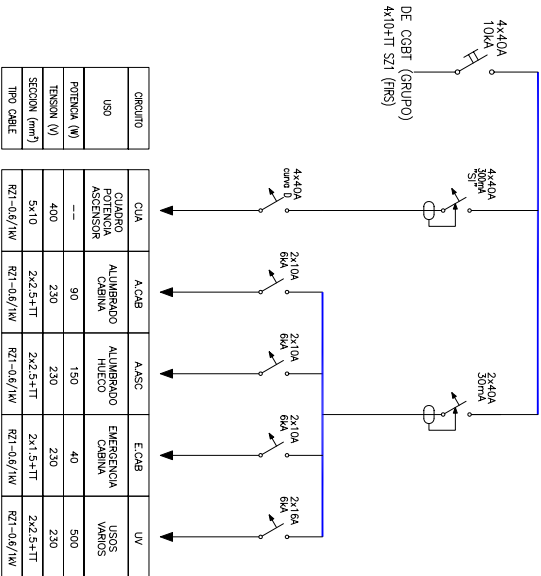 4x40A
10kA
DE CGBT (GRUPO)
4x10+TT SZ1 (FIRS)
4x40A
300mA
"SI"
2x40A
30mA
4x40A
curva D
2x10A
6kA
2x10A
6kA
2x10A
6kA
2x16A
6kA
CIRCUITO CUA A.CAB A.ASC E.CAB UV
USO
CUADRO
POTENCIA
ASCENSOR
ALUMBRADO
CABINA
ALUMBRADO
HUECO
EMERGENCIA
CABINA
USOS
VARIOS
POTENCIA (W) -- 90 150 40 500
TENSION (V) 400 230 230 230 230
SECCION (mm²) 5x10 2x2.5+TT 2x2.5+TT 2x1.5+TT 2x2.5+TT
TIPO CABLE RZ1-0.6/1kV RZ1-0.6/1kV RZ1-0.6/1kV RZ1-0.6/1kV RZ1-0.6/1kV